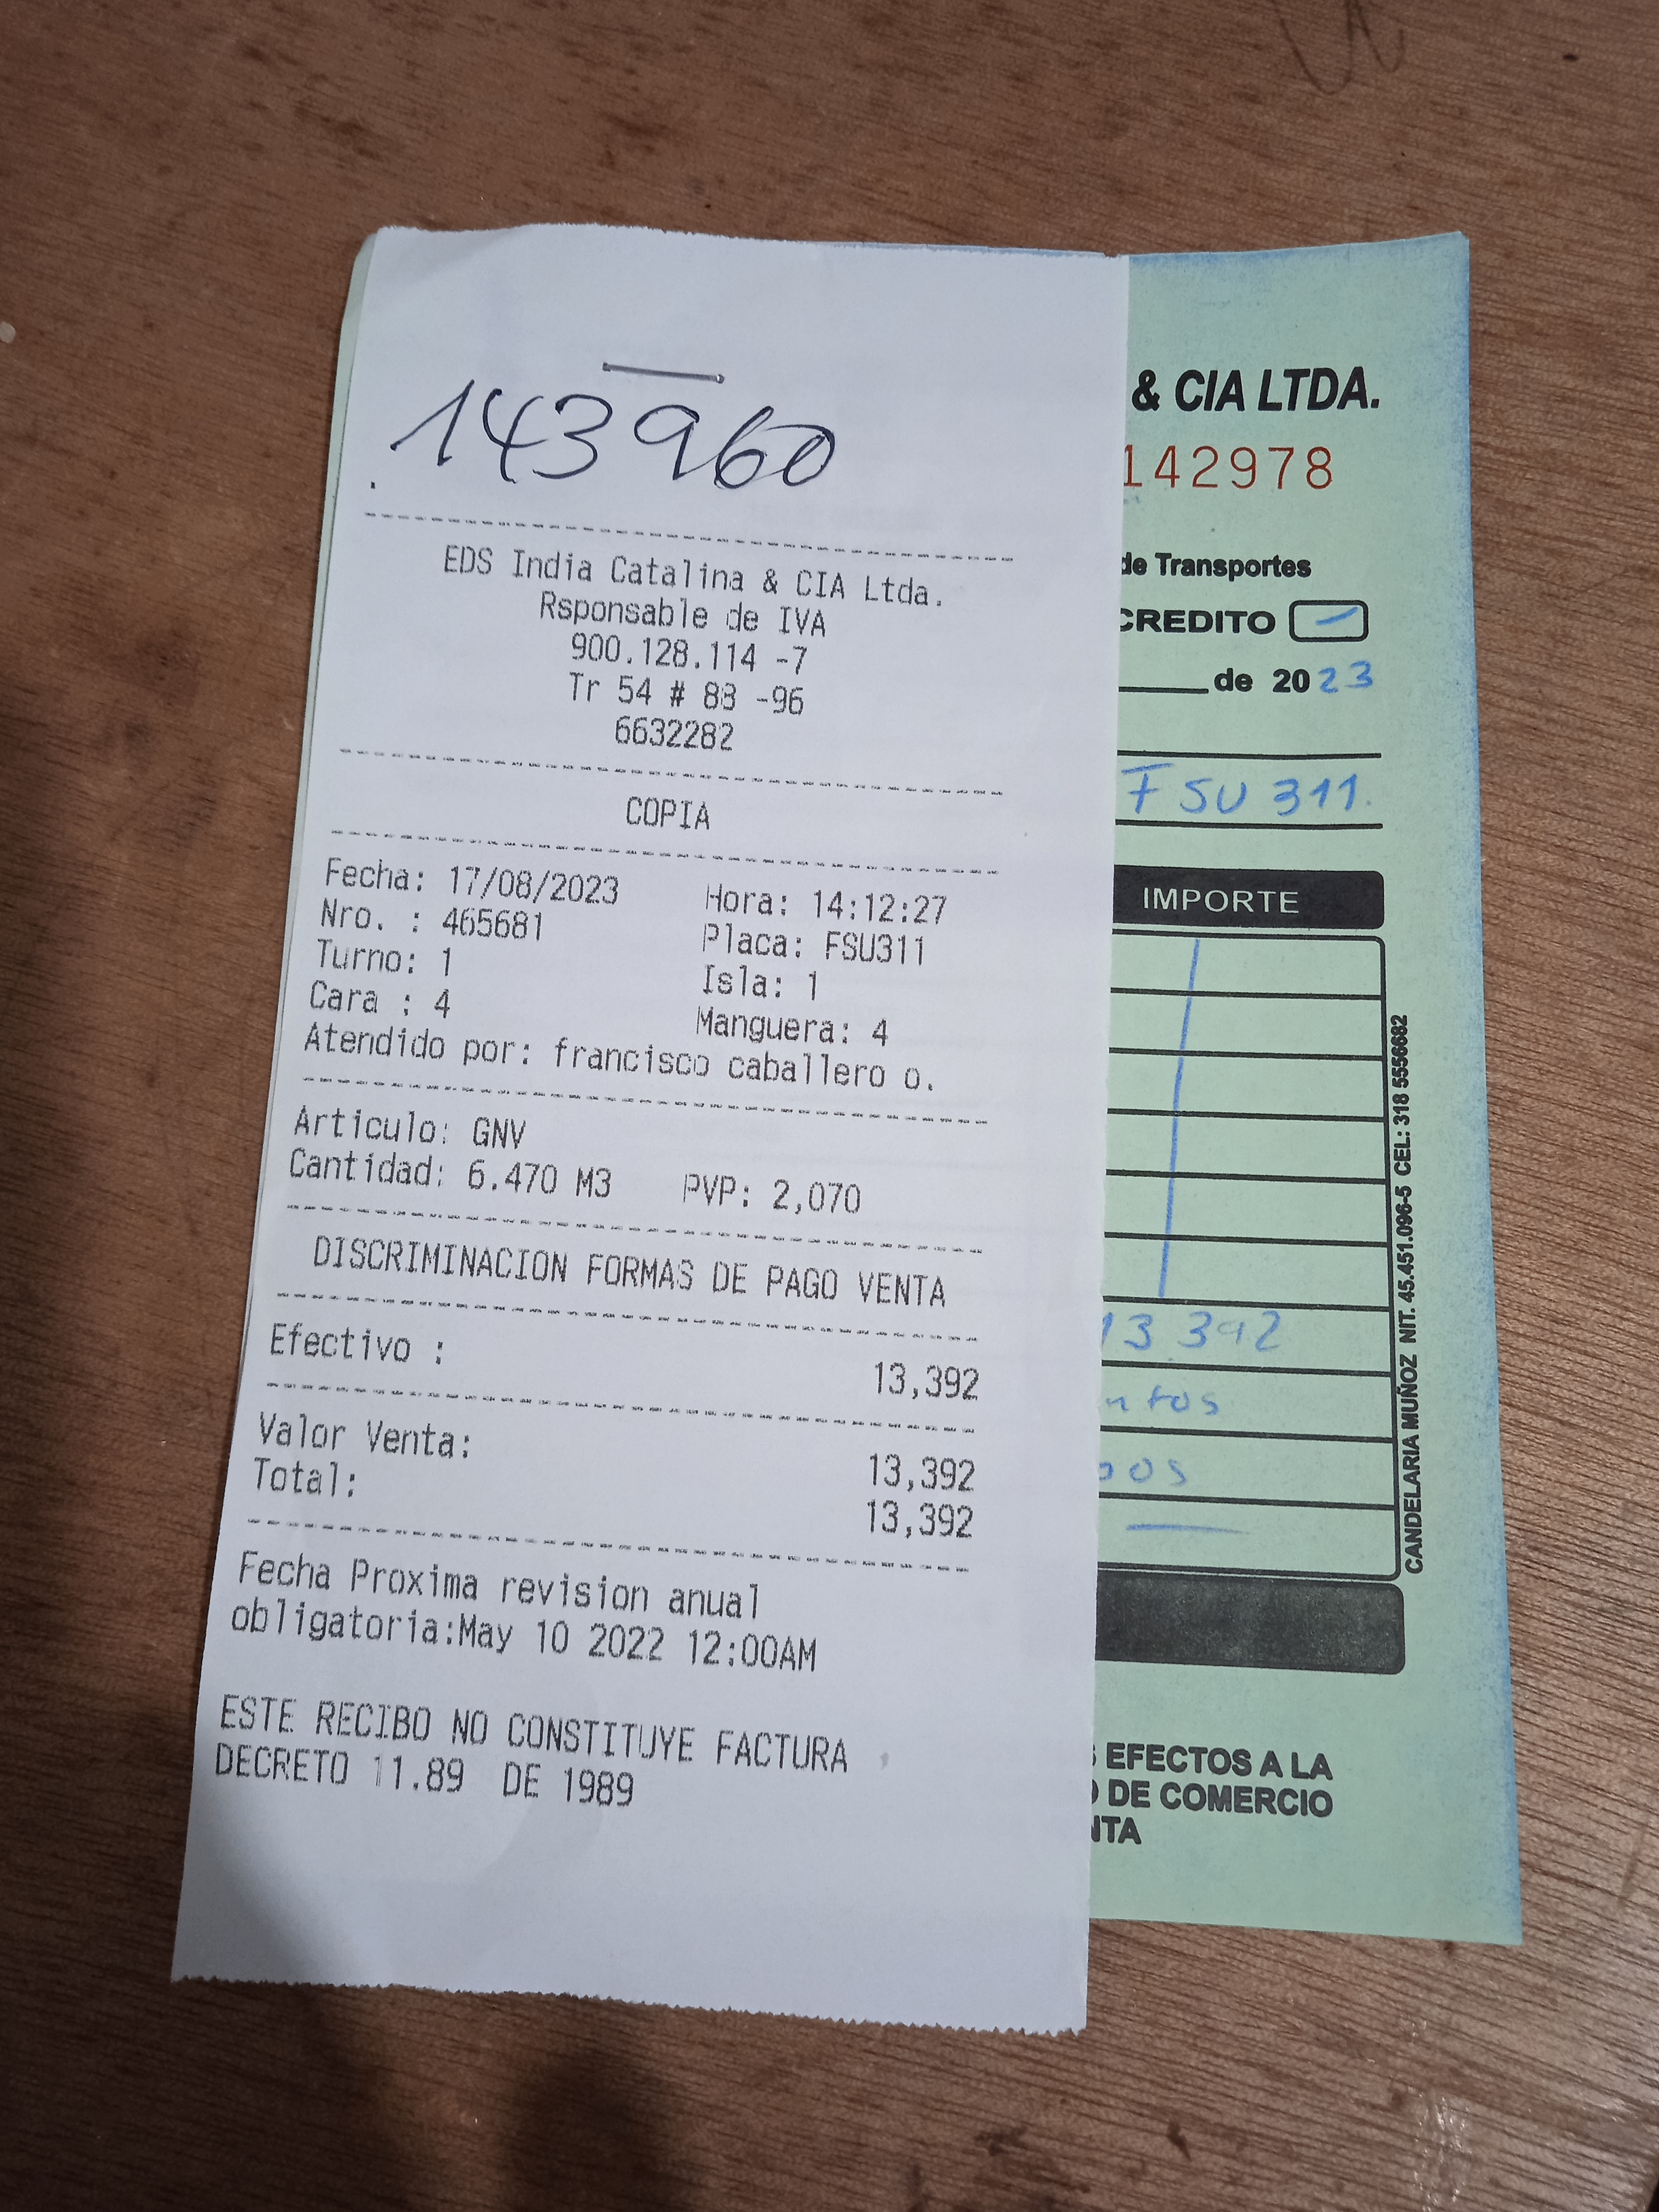 143960
EDS India Catalina & CIA Ltda.
Rsponsable de IVA
900.128.114 -7
Tr 54 # 88 -96
6632282
COPIA
Fecha: 17/08/2023 Hora: 14:12:27
Nro. : 465681 Placa: FSU311
Turno: 1 Isla: 1
Cara : 4 Manguera: 4
Atendido por: francisco caballero o.
Articulo: GNV
Cantidad: 6.470 M3 PVP: 2,070
DISCRIMINACION FORMAS DE PAGO VENTA
Efectivo : 13,392
Valor Venta: 13,392
Total: 13,392
Fecha Proxima revision anual
obligatoria:May 10 2022 12:00AM
ESTE RECIBO NO CONSTITUYE FACTURA
DECRETO 11.89 DE 1989
& CIA LTDA.
142978
de Transportes
CREDITO
de 2023
FSU 311.
IMPORTE
13.392
EFECTOS A LA
DE COMERCIO
CANDELARIA MUÑOZ NIT. 45.451.096-5 CEL: 318 5556682